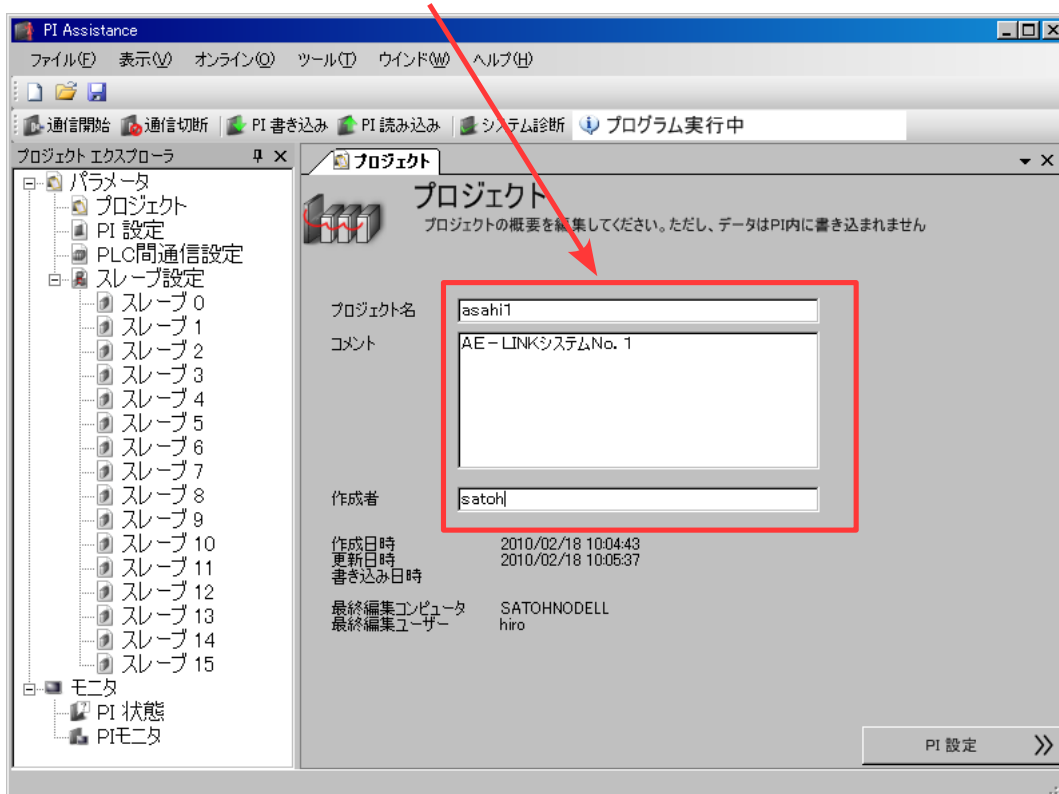 PI Assistance
ファイル(F) 表示(V) オンライン(O) ツール(T) ウインドウ(W) ヘルプ(H)
通信開始 通信切断 PI 書き込み PI 読み込み システム診断 プログラム実行中
プロジェクト エクスプローラ
パラメータ
プロジェクト
PI 設定
PLC間通信設定
スレーブ設定
スレーブ 0
スレーブ 1
スレーブ 2
スレーブ 3
スレーブ 4
スレーブ 5
スレーブ 6
スレーブ 7
スレーブ 8
スレーブ 9
スレーブ 10
スレーブ 11
スレーブ 12
スレーブ 13
スレーブ 14
スレーブ 15
モニタ
PI 状態
PIモニタ
プロジェクト
プロジェクト
プロジェクトの概要を編集してください。ただし、データはPI内に書き込まれません
プロジェクト名 asahi1
コメント AE－LINKシステムNo. 1
作成者 satoh
作成日時 2010/02/18 10:04:43
更新日時 2010/02/18 10:05:37
書き込み日時
最終編集コンピュータ SATOHNODELL
最終編集ユーザー hiro
PI 設定